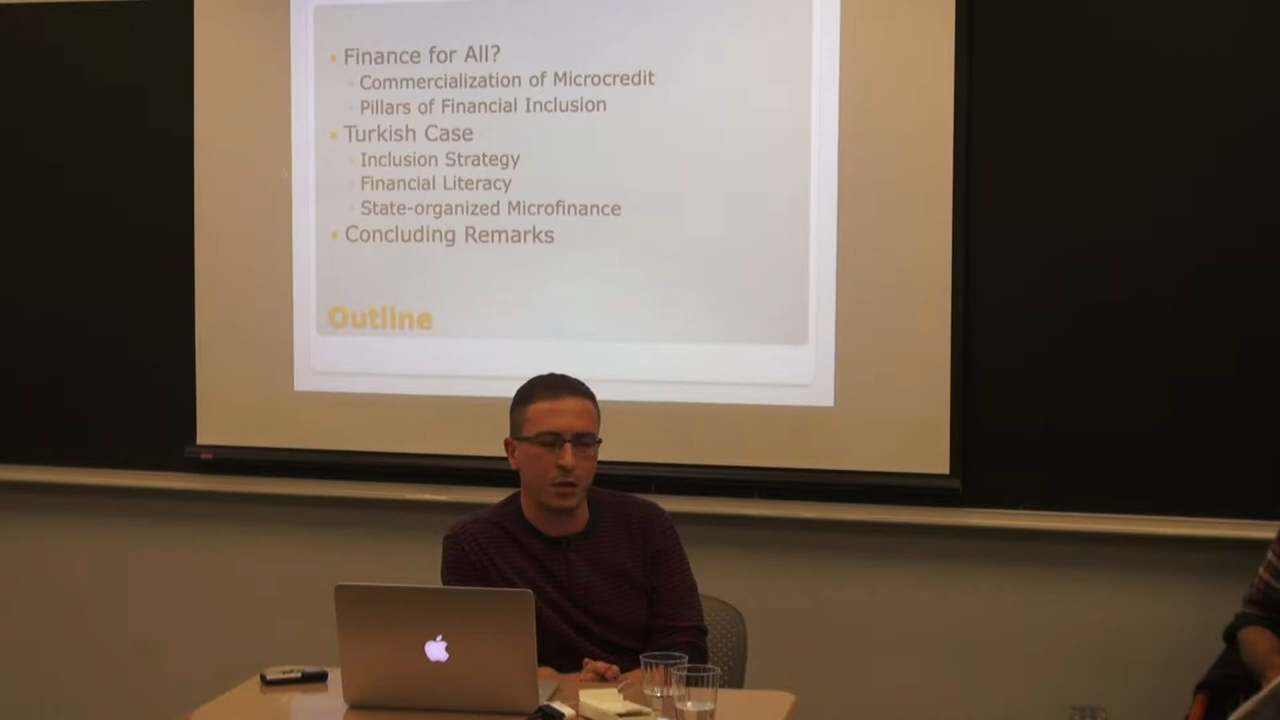 Finance for All?
Commercialization of Microcredit
Pillars of Financial Inclusion
Turkish Case
Inclusion Strategy
Financial Literacy
State-organized Microfinance
Concluding Remarks
Outline